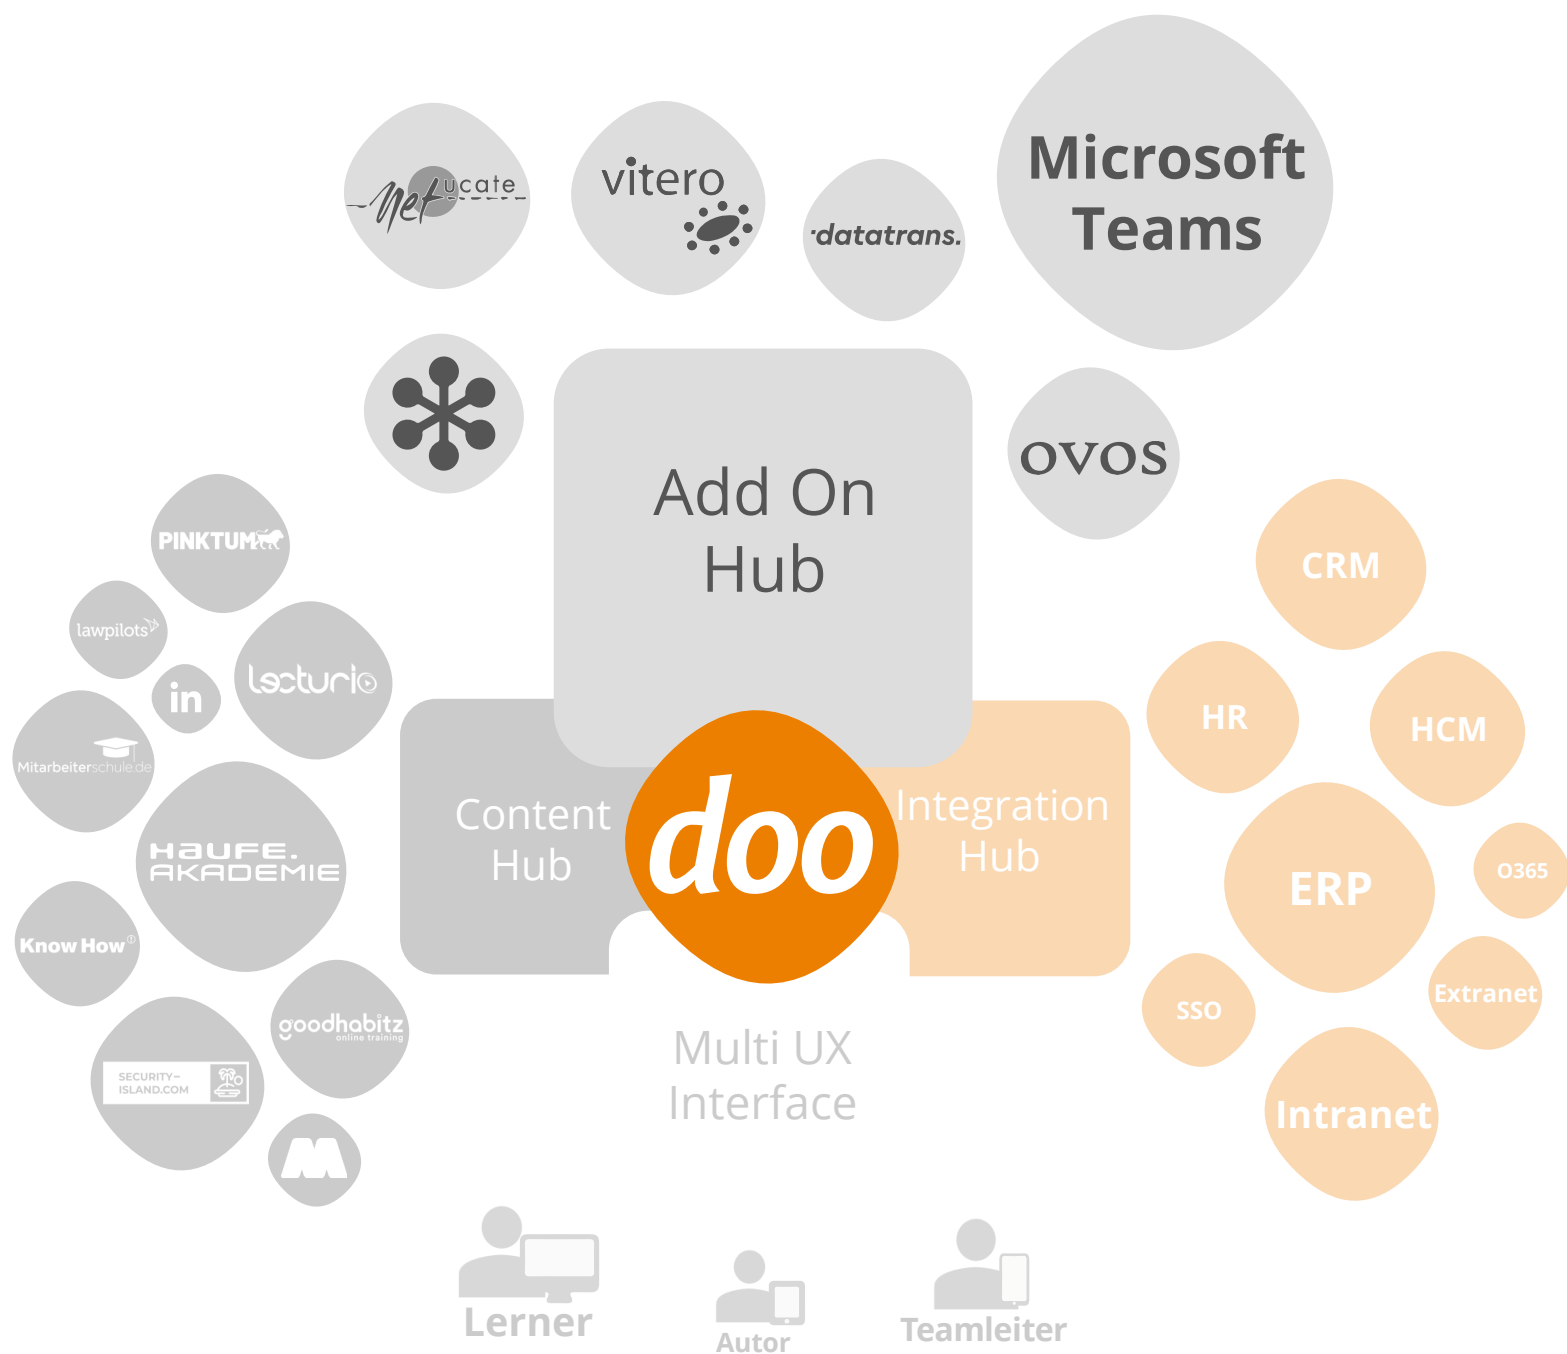 netucate
vitero
datatrans.
Microsoft
Teams
Add On
Hub
ovos
PINKTUM
lawpilots
in
lecturio
Mitarbeiterschule.de
HAUFE.
AKADEMIE
Know How
goodhabitz
online training
SECURITY-
ISLAND.COM
M
Content
Hub
doo
Integration
Hub
CRM
HR
HCM
ERP
O365
Extranet
SSO
Intranet
Multi UX
Interface
Lerner
Autor
Teamleiter